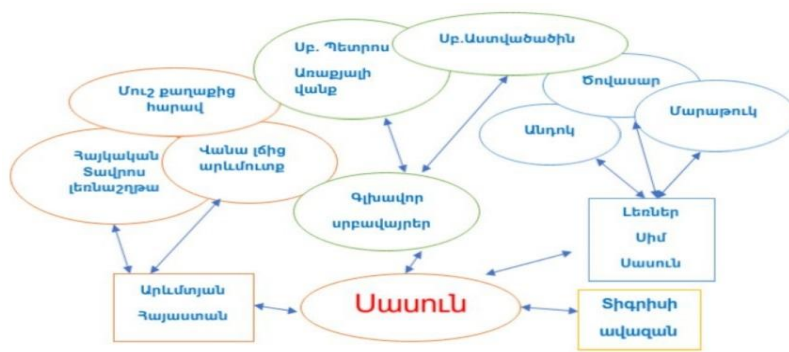 Սբ. Պետրոս
Առաքյալի
վանք
Սբ.Աստվածածին
Ծովասար
Մուշ քաղաքից
հարավ
Մարաթուկ
Անդոկ
Հայկական
Տավրոս
լեռնաշղթա
Վանա լճից
արևմուտք
Գլխավոր
սրբավայրեր
Լեռներ
Սիմ
Սասուն
Արևմտյան
Հայաստան
Սասուն
Տիգրիսի
ավազան